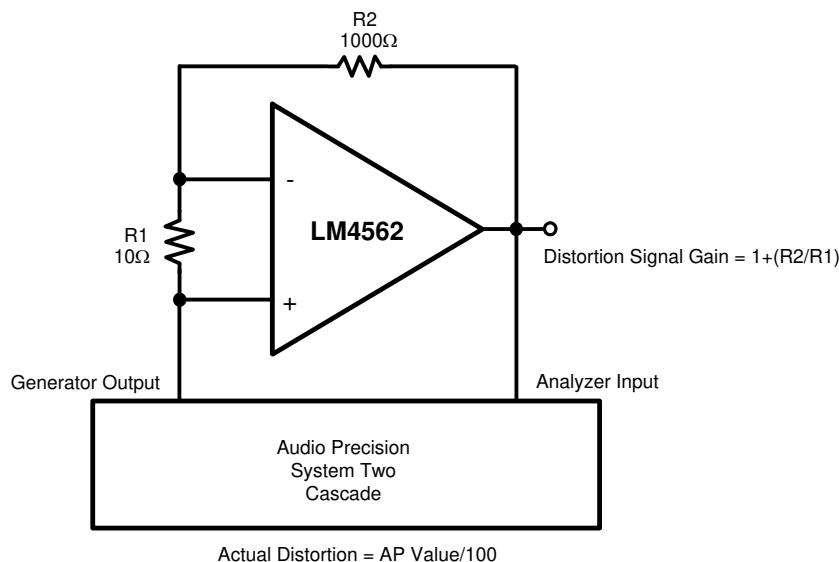 R2
1000Ω
-
LM4562
R1
10Ω
+
Distortion Signal Gain = 1+(R2/R1)
Generator Output
Analyzer Input
Audio Precision
System Two
Cascade
Actual Distortion = AP Value/100